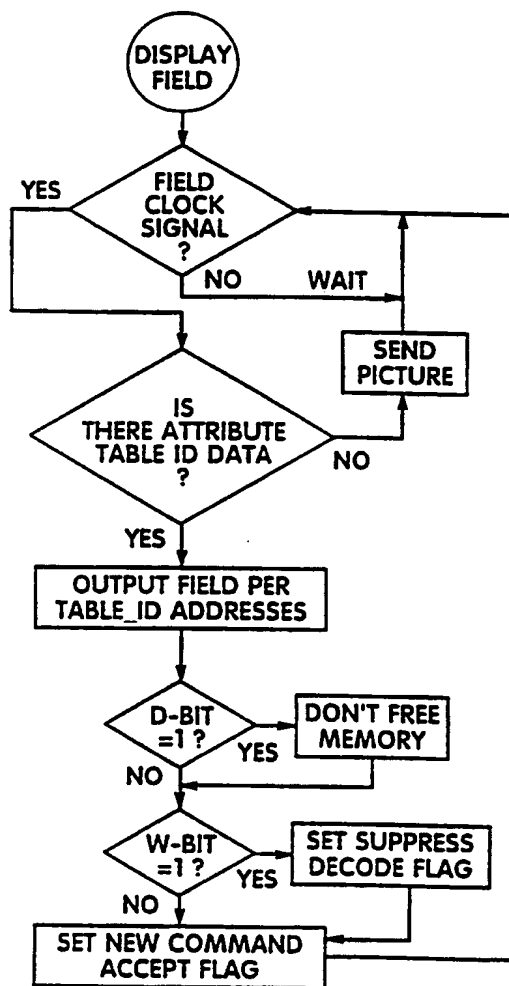 DISPLAY
FIELD
YES
FIELD
CLOCK
SIGNAL
?
NO
WAIT
SEND
PICTURE
IS
THERE ATTRIBUTE
TABLE ID DATA
?
NO
YES
OUTPUT FIELD PER
TABLE_ID ADDRESSES
D-BIT
=1 ?
YES
NO
DON'T FREE
MEMORY
W-BIT
=1 ?
YES
NO
SET SUPPRESS
DECODE FLAG
SET NEW COMMAND
ACCEPT FLAG